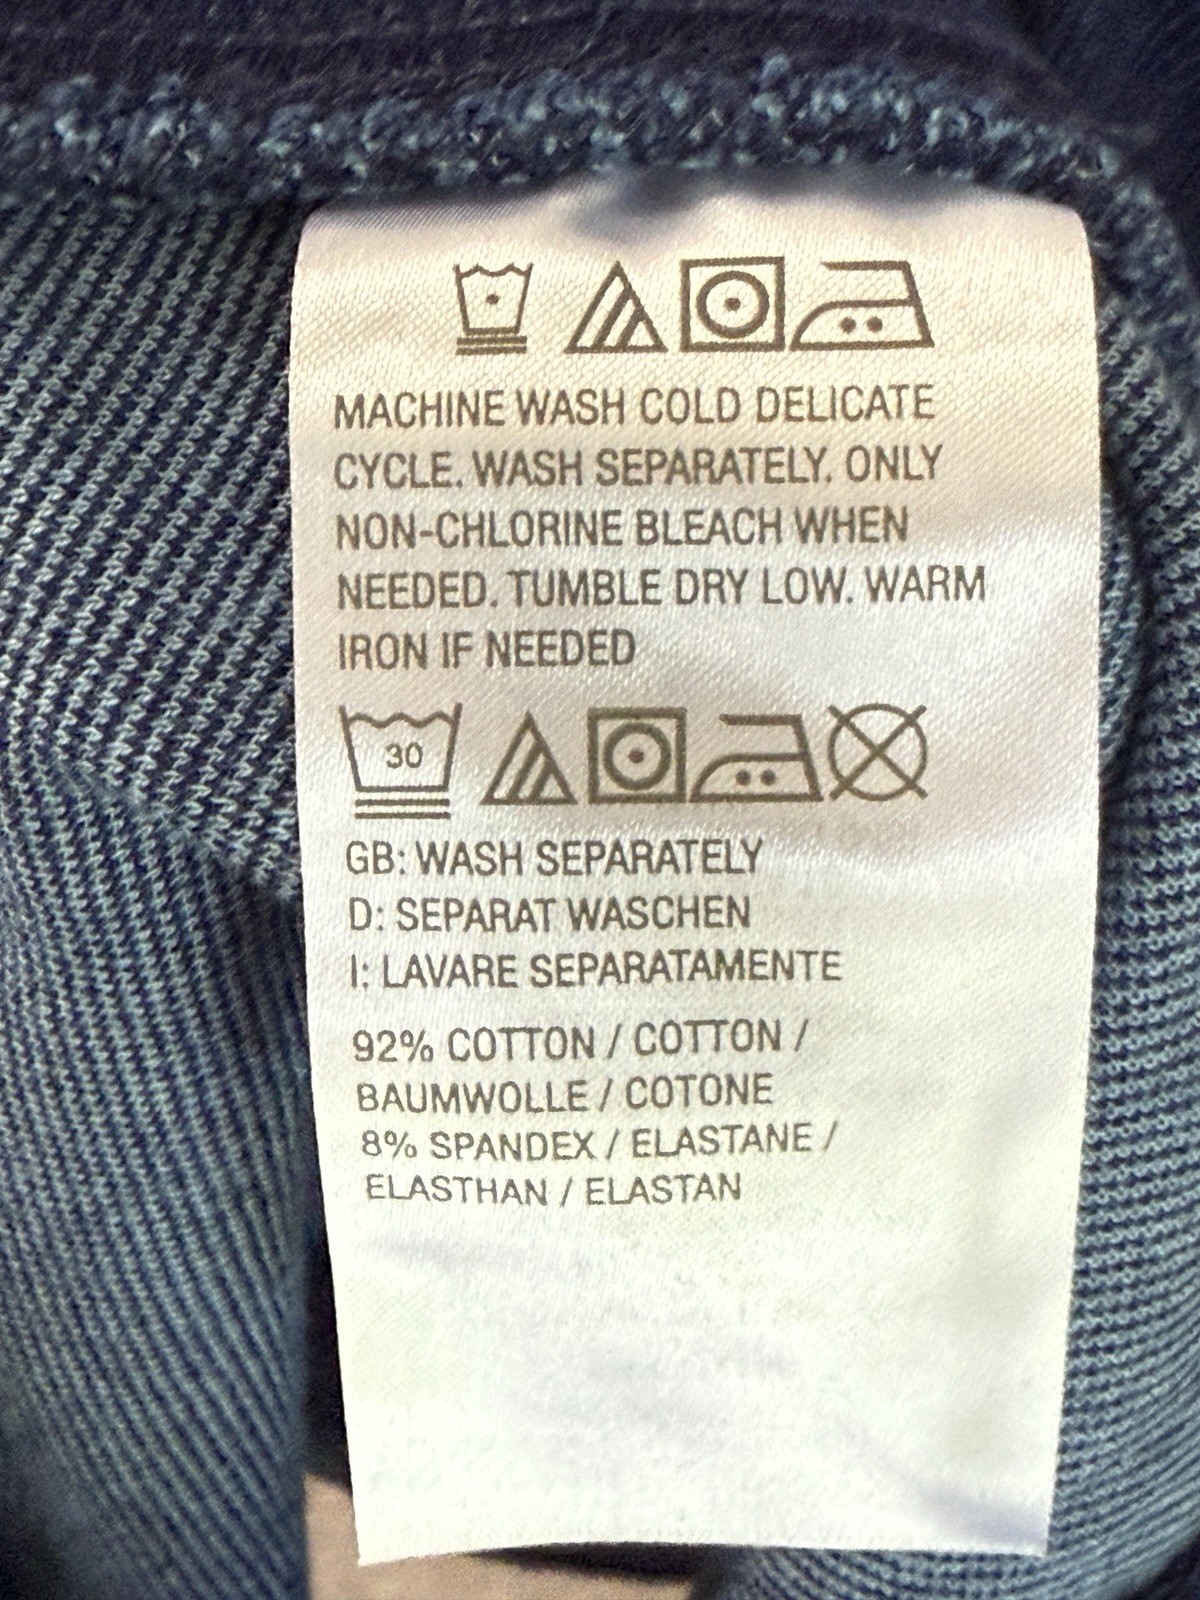 MACHINE WASH COLD DELICATE
CYCLE. WASH SEPARATELY. ONLY
NON-CHLORINE BLEACH WHEN
NEEDED. TUMBLE DRY LOW. WARM
IRON IF NEEDED
30
GB: WASH SEPARATELY
D: SEPARAT WASCHEN
I: LAVARE SEPARATAMENTE
92% COTTON / COTTON /
BAUMWOLLE / COTONE
8% SPANDEX / ELASTANE /
ELASTHAN / ELASTAN